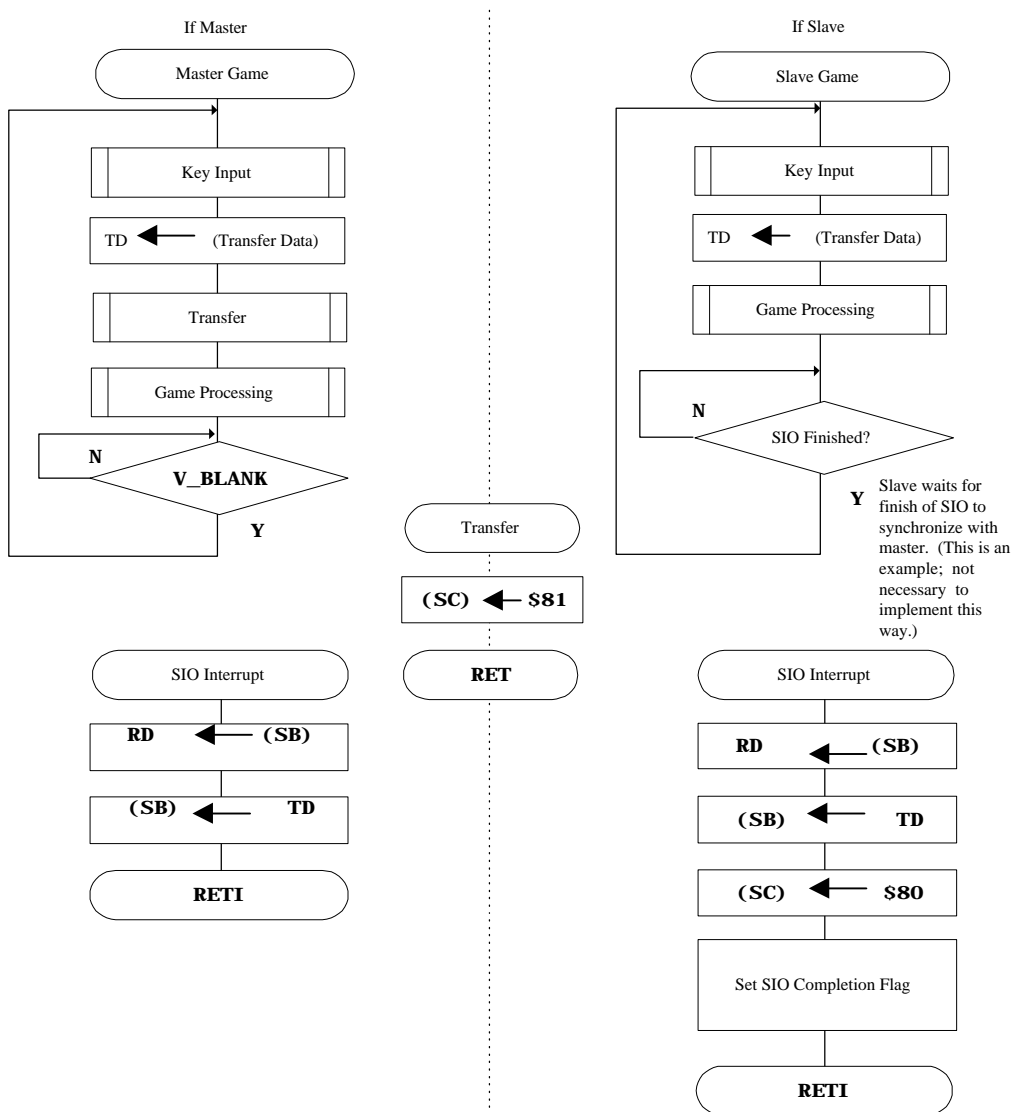 If Master
Master Game
Key Input
TD (Transfer Data)
Transfer
Game Processing
N
V_BLANK
Y
If Slave
Slave Game
Key Input
TD (Transfer Data)
Game Processing
N
SIO Finished?
Y
Slave waits for
finish of SIO to
synchronize with
master. (This is an
example; not
necessary to
implement this
way.)
Transfer
(SC) $81
RET
SIO Interrupt
RD (SB)
(SB) TD
RETI
SIO Interrupt
RD (SB)
(SB) TD
(SC) $80
Set SIO Completion Flag
RETI